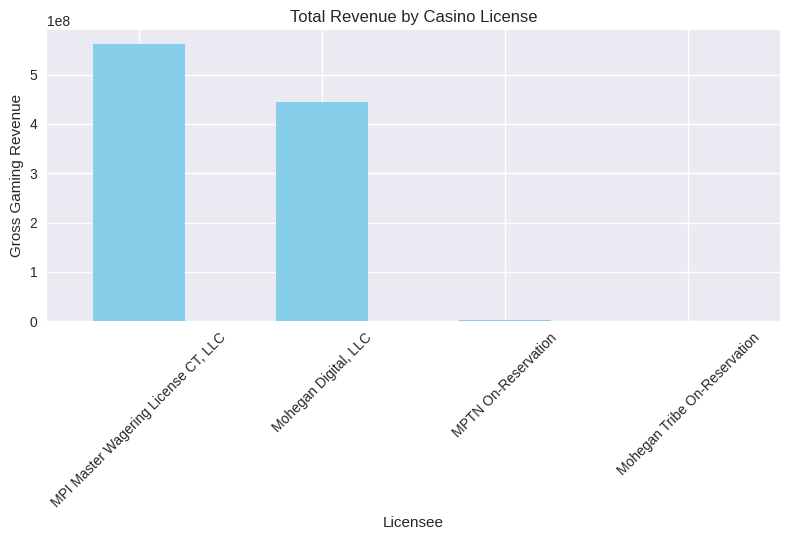 Total Revenue by Casino License
1e8
Gross Gaming Revenue
5
4
3
2
1
0
MPI Master Wagering License CT, LLC
Mohegan Digital, LLC
MPTN On-Reservation
Mohegan Tribe On-Reservation
Licensee